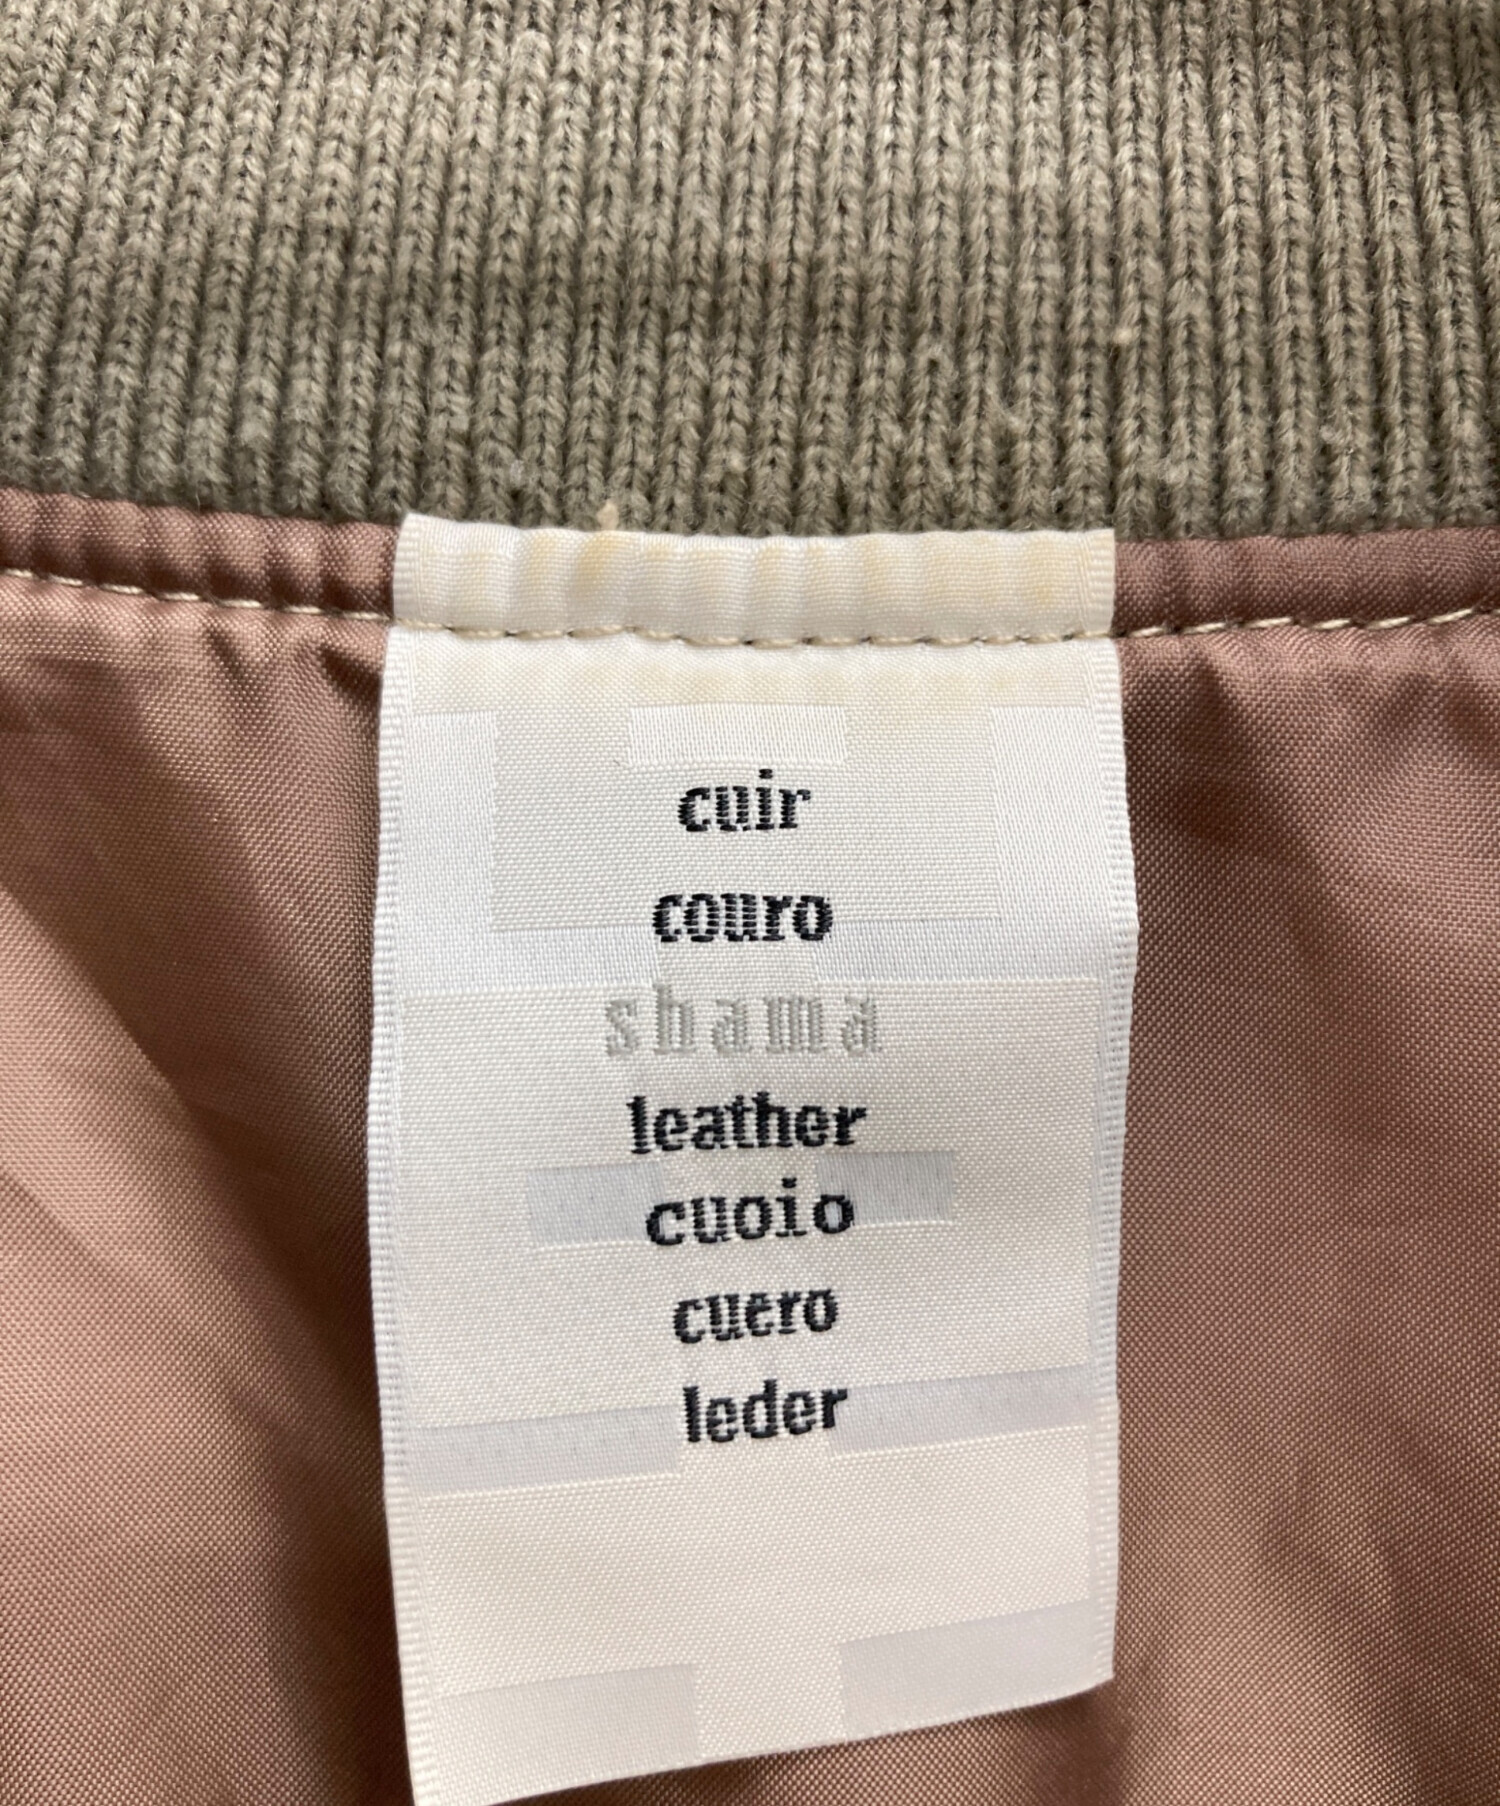 cuir
couro
shama
leather
cuoio
cuero
leder